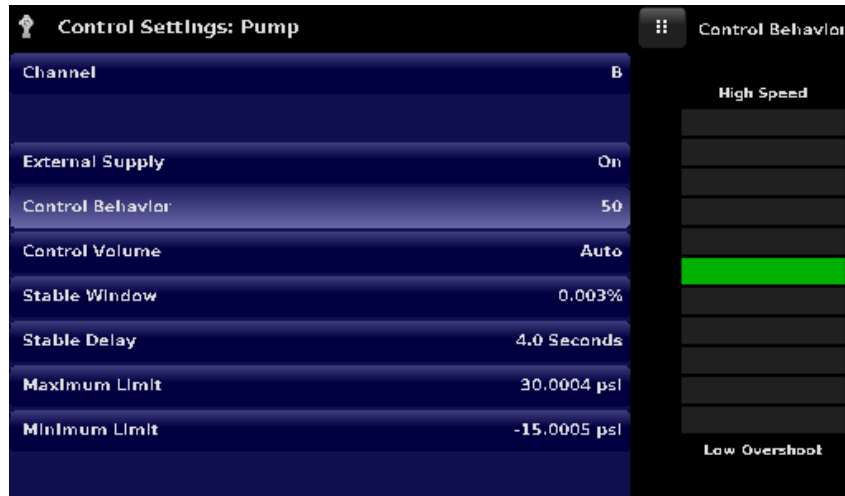 Control Settings: Pump
Channel B
External Supply On
Control Behavior 50
Control Volume Auto
Stable Window 0.003%
Stable Delay 4.0 Seconds
Maximum Limit 30.0004 psi
Minimum Limit -15.0005 psi
Control Behavior
High Speed
Low Overshoot